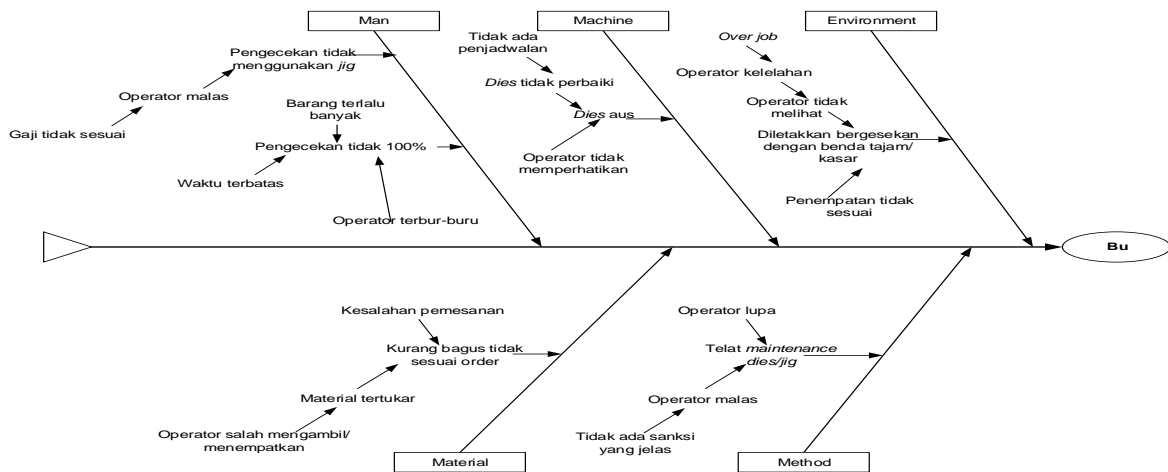 Man
Machine
Environment
Pengecekan tidak
menggunakan jig
Operator malas
Gaji tidak sesuai
Barang terlalu
banyak
Pengecekan tidak 100%
Waktu terbatas
Operator terbur-buru
Tidak ada
penjadwalan
Dies tidak perbaiki
Dies aus
Operator tidak
memperhatikan
Over job
Operator kelelahan
Operator tidak
melihat
Diletakkan bergesekan
dengan benda tajam/
kasar
Penempatan tidak
sesuai
Bu
Kesalahan pemesanan
Kurang bagus tidak
sesuai order
Material tertukar
Operator salah mengambil/
menempatkan
Operator lupa
Telat maintenance
dies/jig
Operator malas
Tidak ada sanksi
yang jelas
Material
Method